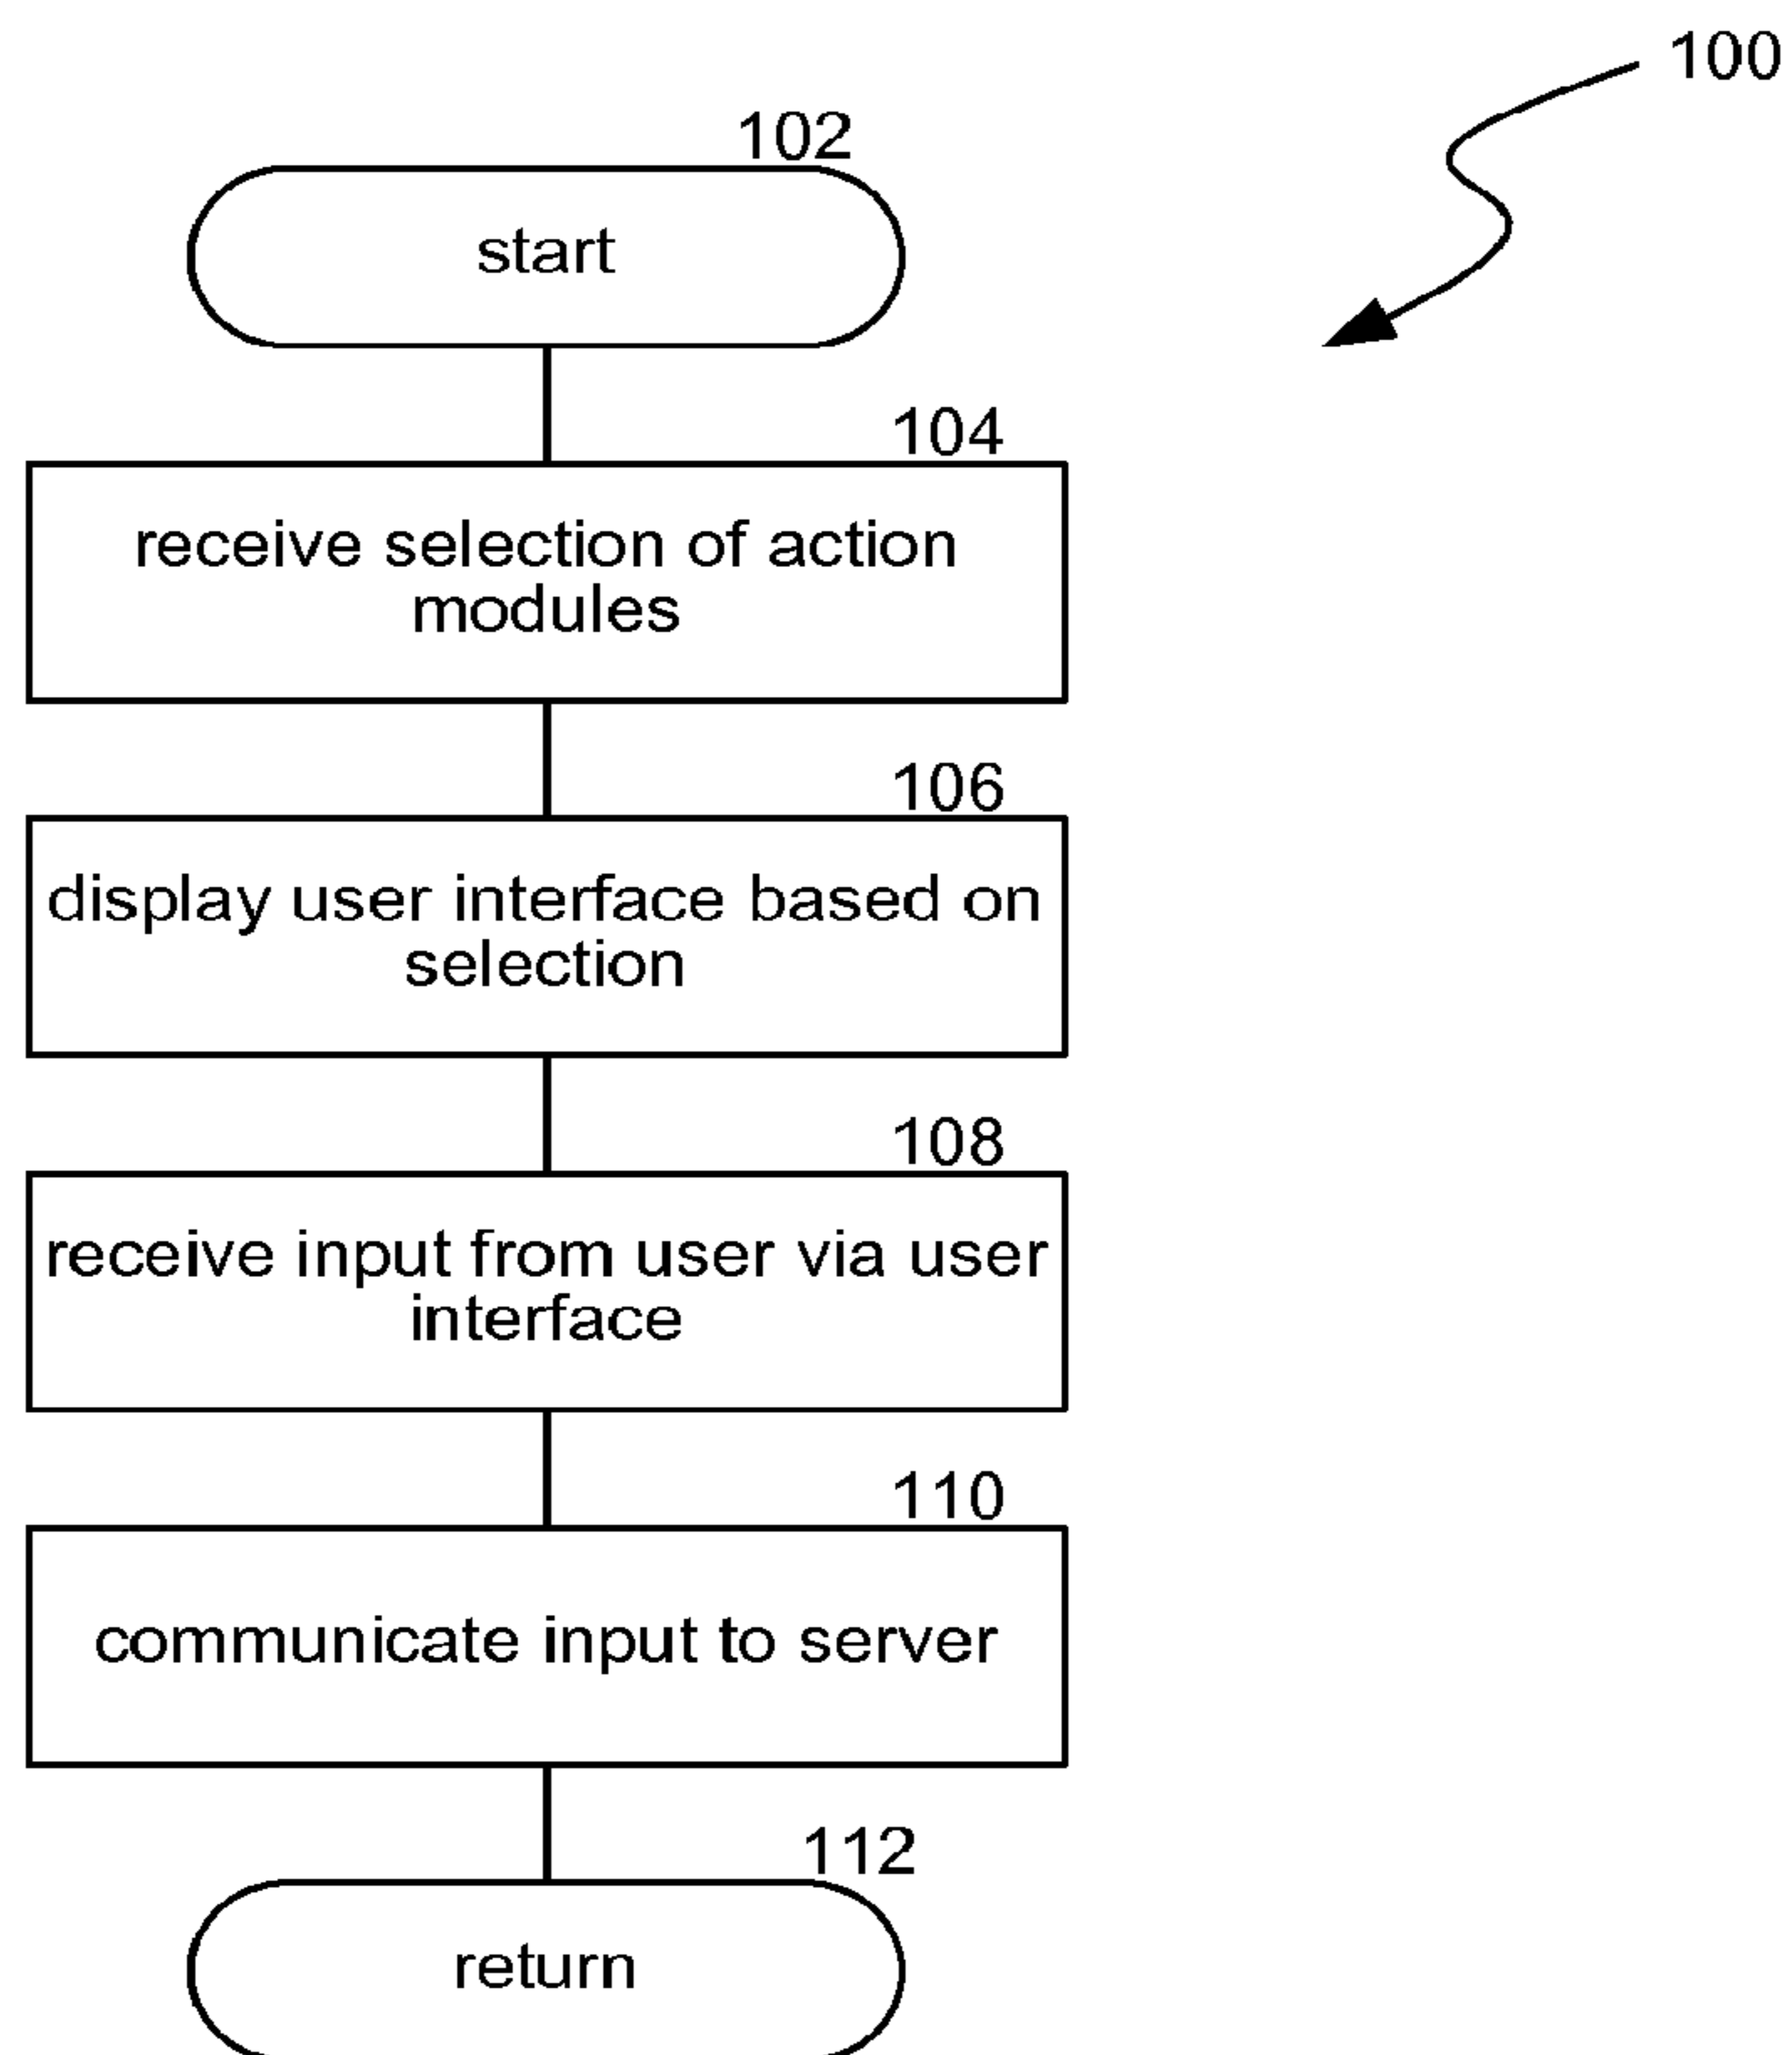 100
102
start
104
receive selection of action
modules
106
display user interface based on
selection
108
receive input from user via user
interface
110
communicate input to server
112
return